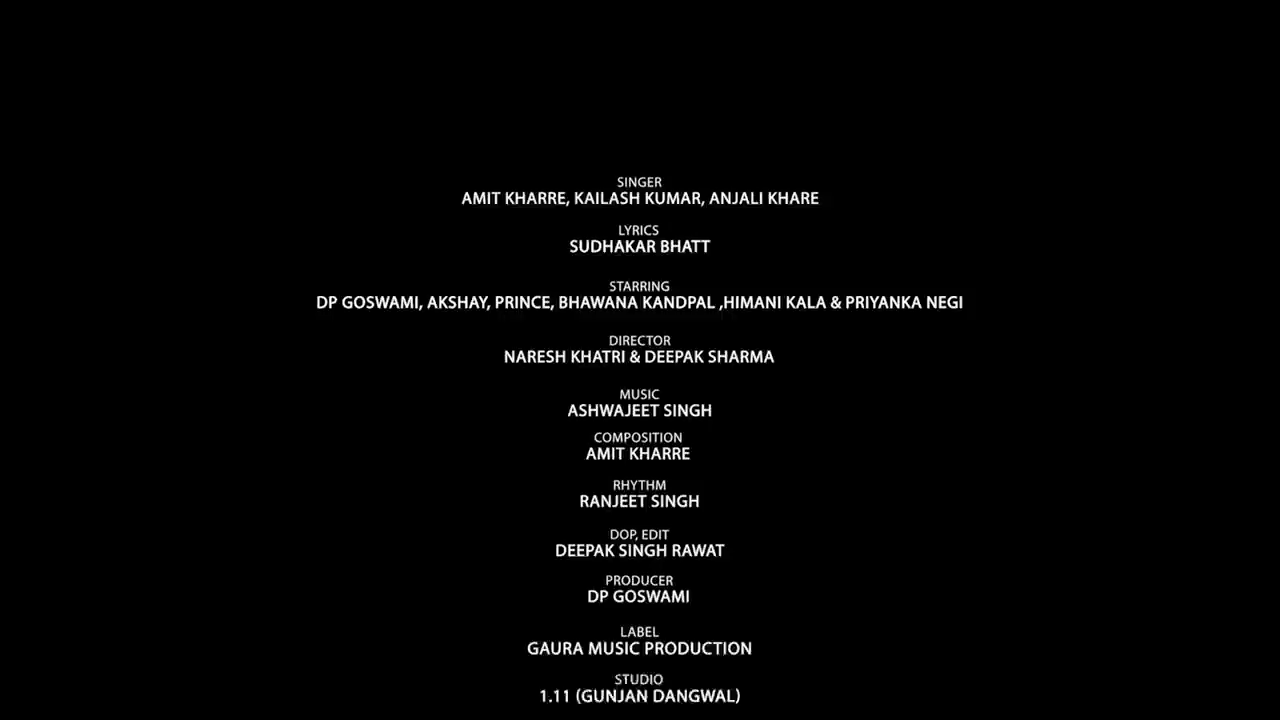 SINGER
AMIT KHARRE, KAILASH KUMAR, ANJALI KHARE
LYRICS
SUDHAKAR BHATT
STARRING
DP GOSWAMI, AKSHAY, PRINCE, BHAWANA KANDPAL ,HIMANI KALA & PRIYANKA NEGI
DIRECTOR
NARESH KHATRI & DEEPAK SHARMA
MUSIC
ASHWAJEET SINGH
COMPOSITION
AMIT KHARRE
RHYTHM
RANJEET SINGH
DOP, EDIT
DEEPAK SINGH RAWAT
PRODUCER
DP GOSWAMI
LABEL
GAURA MUSIC PRODUCTION
STUDIO
1.11 (GUNJAN DANGWAL)